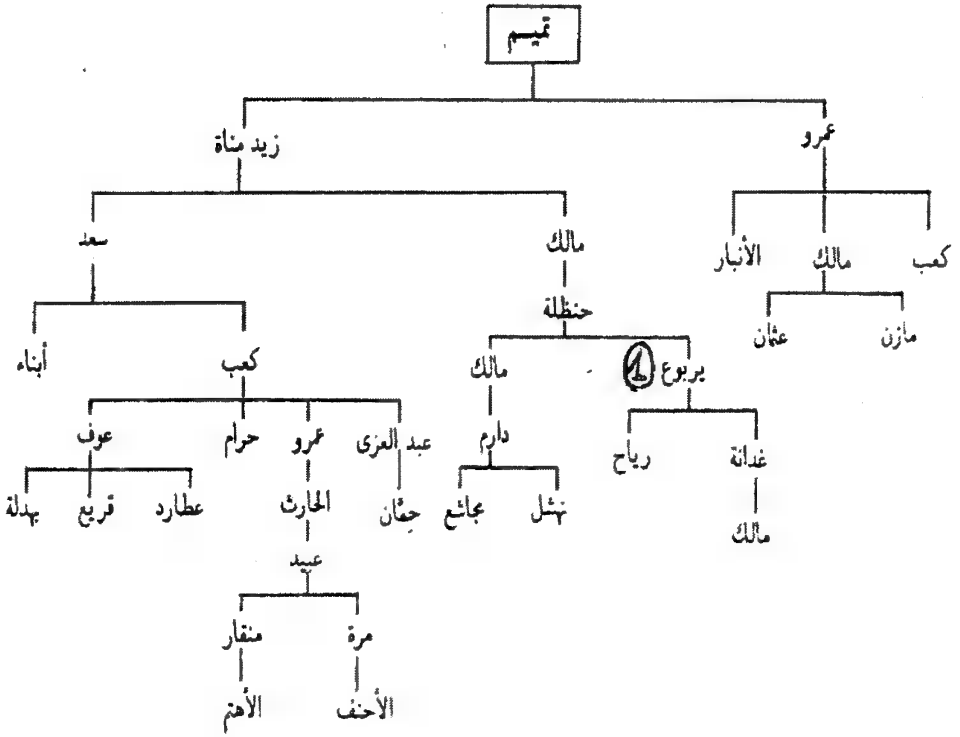 تميم
عمرو
زيد مناة
كعب
مالك
الأنبار
مالك
سعد
مازن
عثمان
حنظلة
كعب
أبناء
يربوع
1
مالك
غدانة
رياح
دارم
عبد العزى
عمرو
حرام
عوف
مالك
نهشل
مجاشع
حمّان
الحارث
عطارد
قريع
بهدلة
عبيد
مرة
منقار
الأحنف
الأهتم